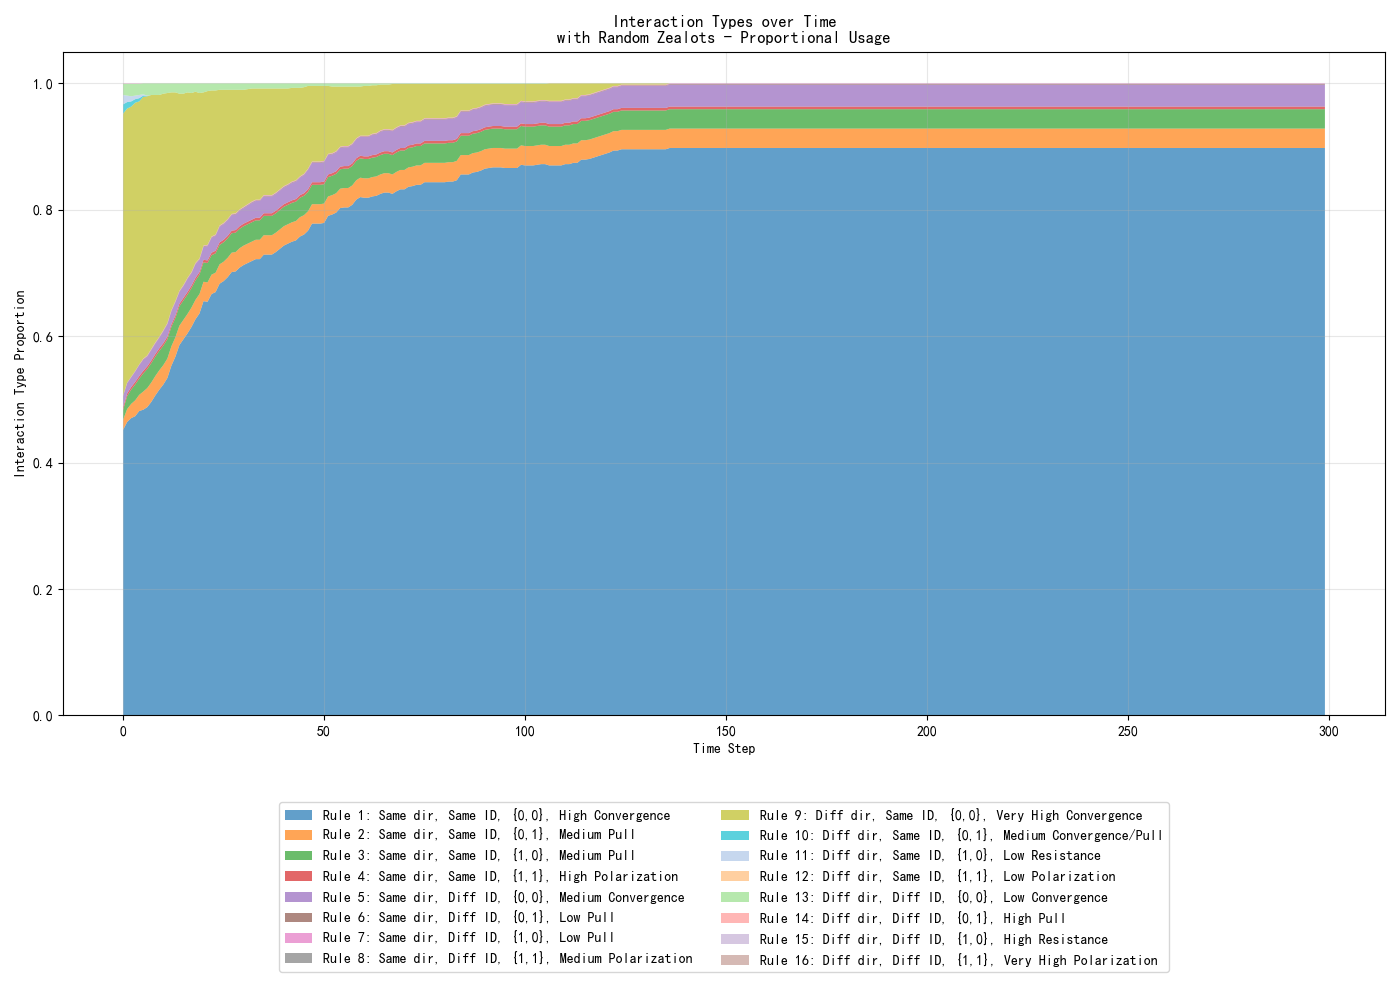 Interaction Types over Time
with Random Zealots - Proportional Usage
Interaction Type Proportion
1.0
0.8
0.6
0.4
0.2
0.0
0
50
100
150
200
250
300
Time Step
Rule 1: Same dir, Same ID, {0,0}, High Convergence
Rule 2: Same dir, Same ID, {0,1}, Medium Pull
Rule 3: Same dir, Same ID, {1,0}, Medium Pull
Rule 4: Same dir, Same ID, {1,1}, High Polarization
Rule 5: Same dir, Diff ID, {0,0}, Medium Convergence
Rule 6: Same dir, Diff ID, {0,1}, Low Pull
Rule 7: Same dir, Diff ID, {1,0}, Low Pull
Rule 8: Same dir, Diff ID, {1,1}, Medium Polarization
Rule 9: Diff dir, Same ID, {0,0}, Very High Convergence
Rule 10: Diff dir, Same ID, {0,1}, Medium Convergence/Pull
Rule 11: Diff dir, Same ID, {1,0}, Low Resistance
Rule 12: Diff dir, Same ID, {1,1}, Low Polarization
Rule 13: Diff dir, Diff ID, {0,0}, Low Convergence
Rule 14: Diff dir, Diff ID, {0,1}, High Pull
Rule 15: Diff dir, Diff ID, {1,0}, High Resistance
Rule 16: Diff dir, Diff ID, {1,1}, Very High Polarization